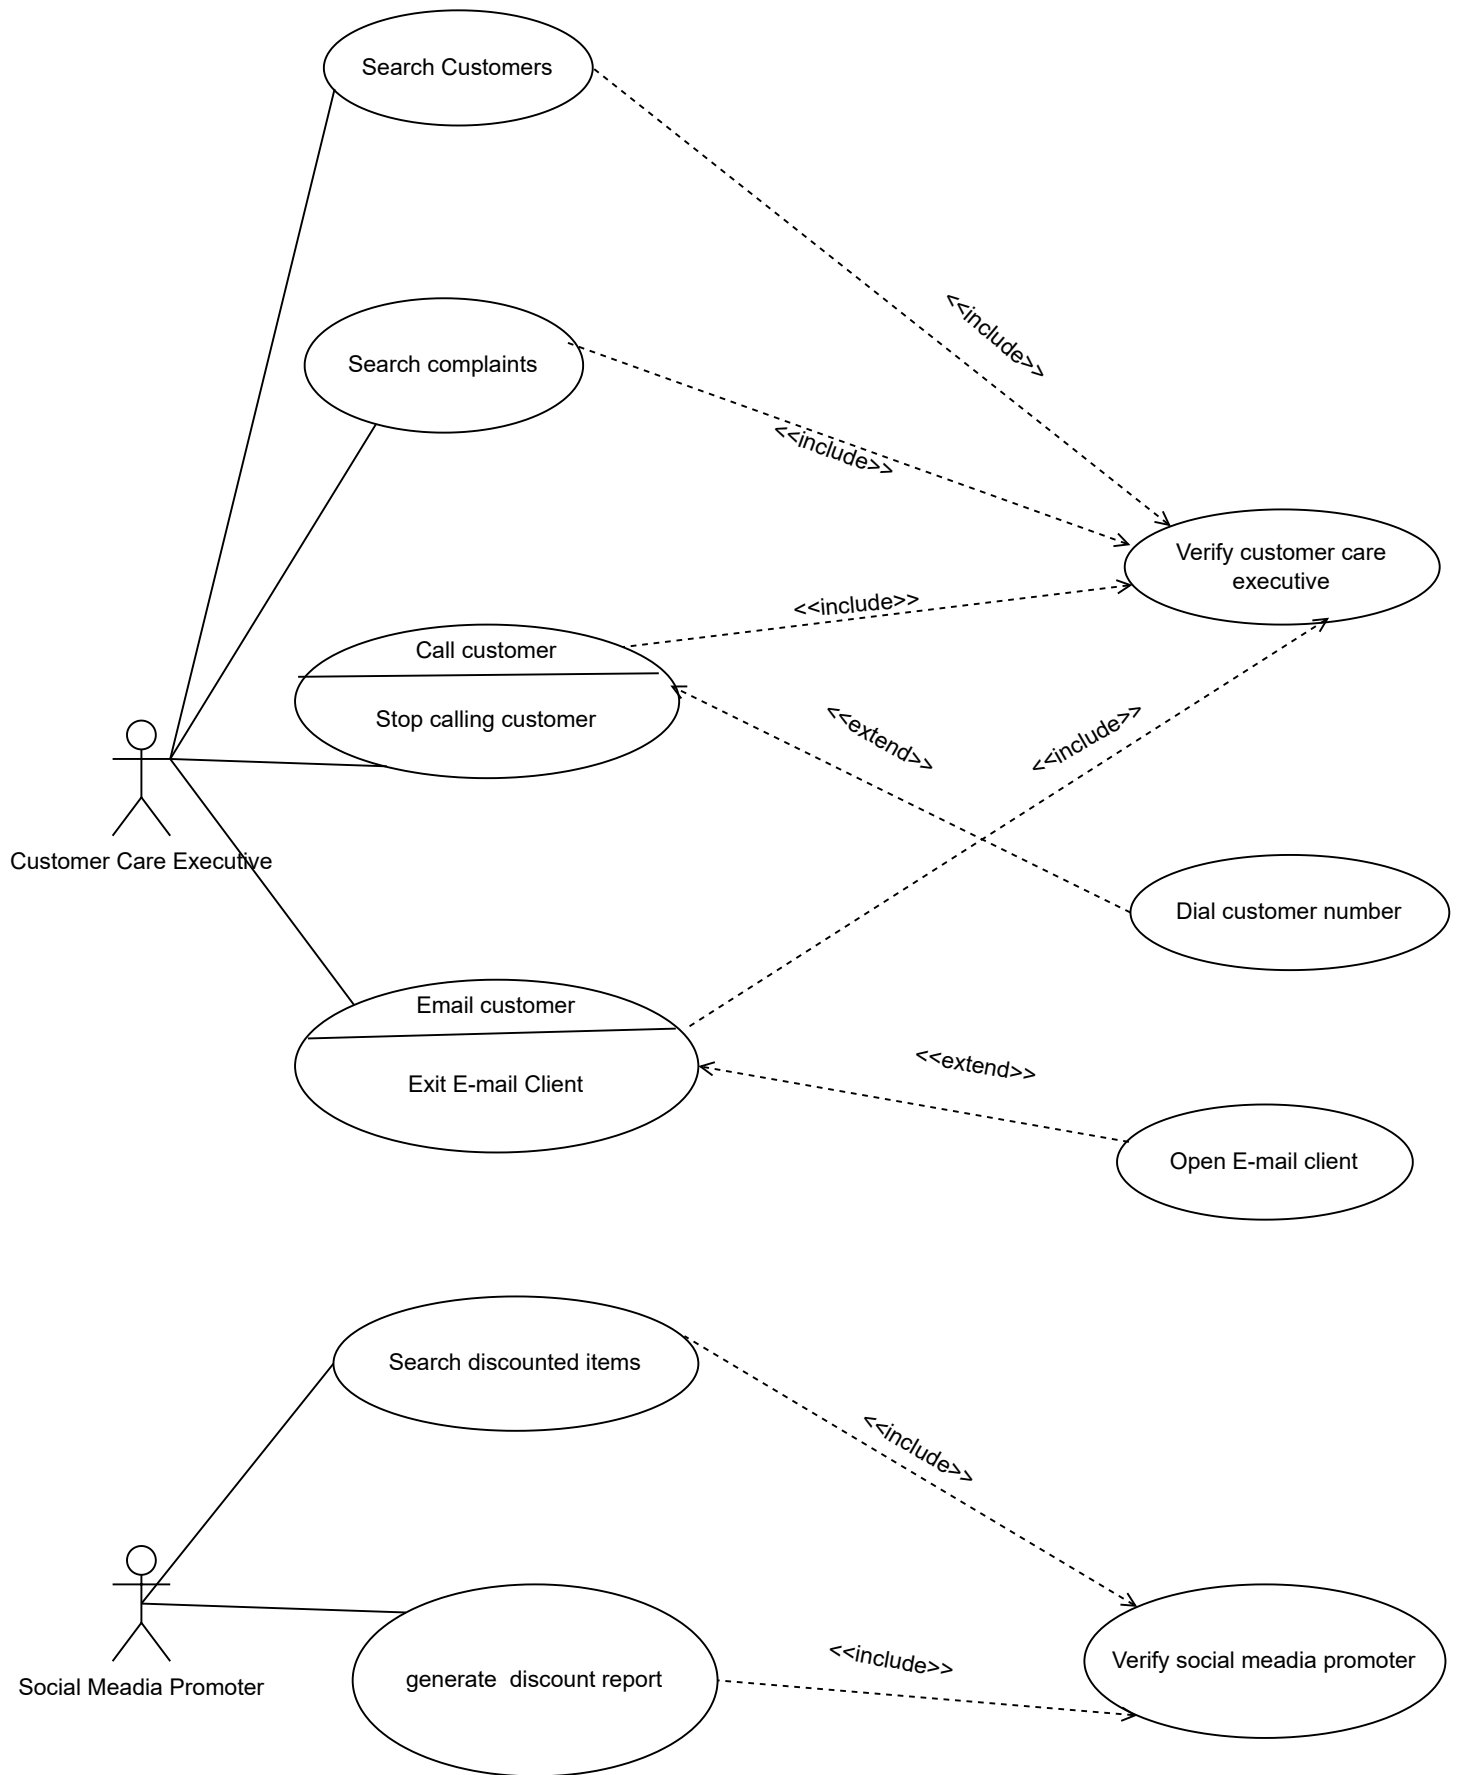 Search Customers
<<include>>
Search complaints
<<include>>
Verify customer care
executive
<<include>>
Call customer
Stop calling customer
<<extend>>
<<include>>
Customer Care Executive
Dial customer number
Email customer
Exit E-mail Client
<<extend>>
Open E-mail client
Search discounted items
<<include>>
Social Meadia Promoter
generate  discount report
<<include>>
Verify social meadia promoter